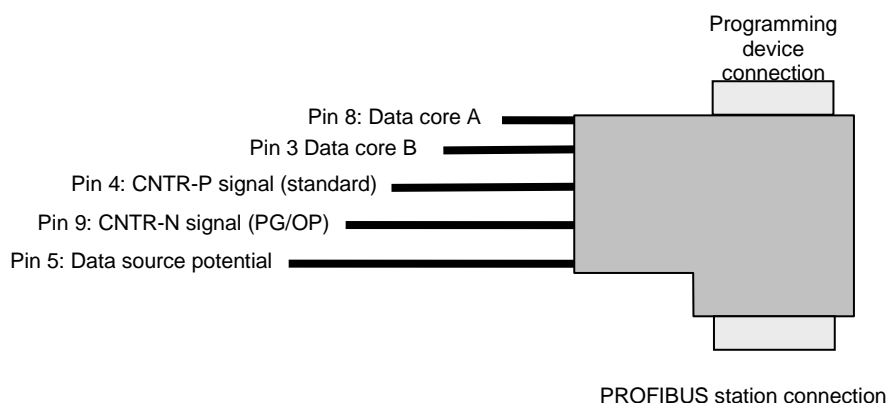 Programming
device
connection
Pin 8: Data core A
Pin 3 Data core B
Pin 4: CNTR-P signal (standard)
Pin 9: CNTR-N signal (PG/OP)
Pin 5: Data source potential
PROFIBUS station connection